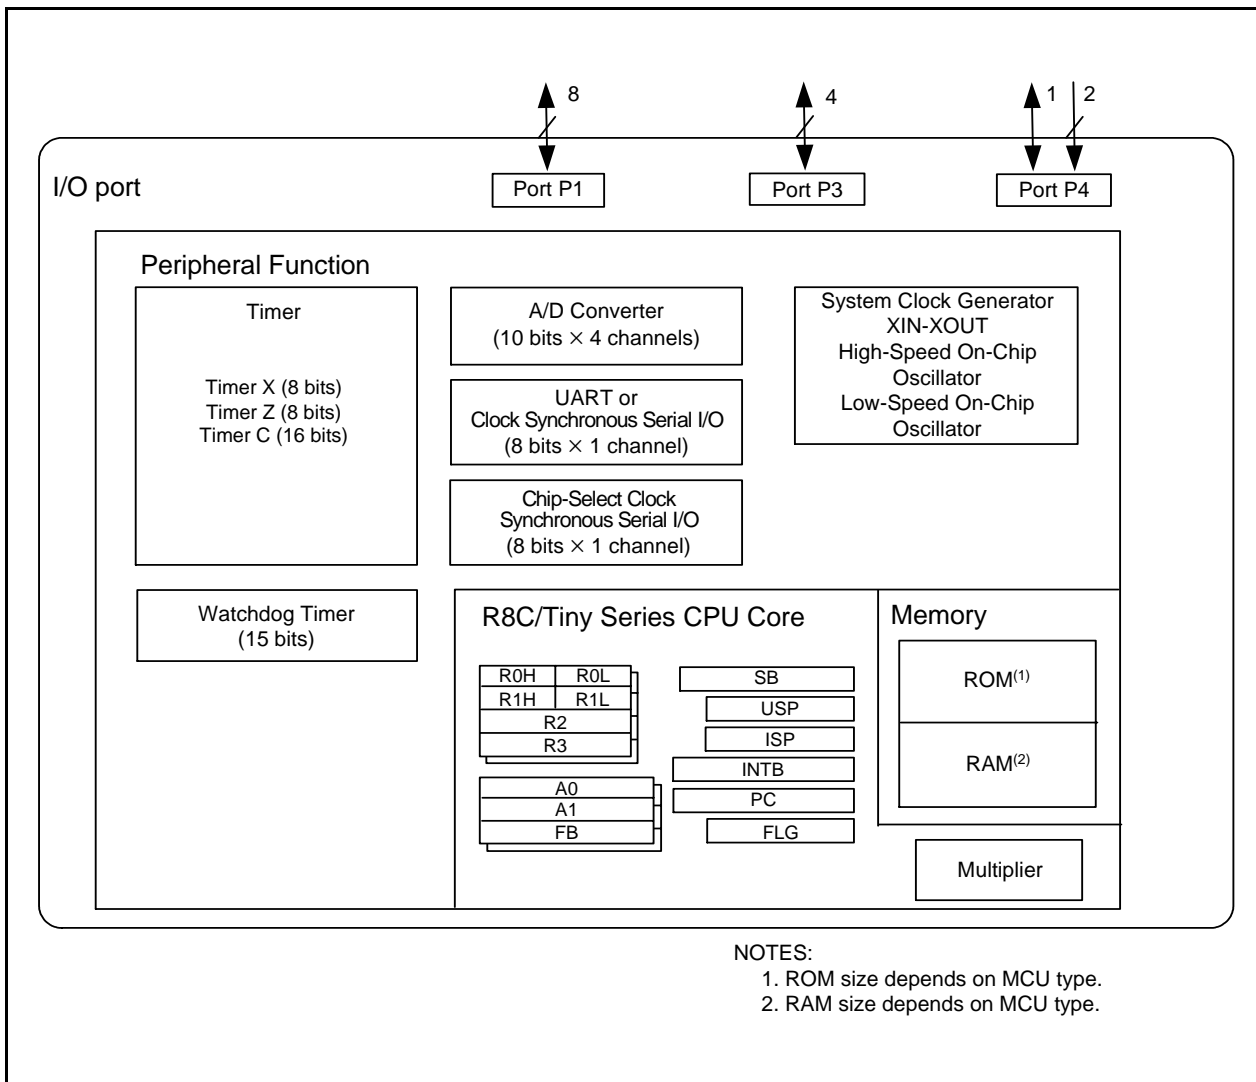 8
4
1
2
I/O port
Port P1
Port P3
Port P4
Peripheral Function
Timer
Timer X (8 bits)
Timer Z (8 bits)
Timer C (16 bits)
A/D Converter
(10 bits × 4 channels)
UART or
Clock Synchronous Serial I/O
(8 bits × 1 channel)
Chip-Select Clock
Synchronous Serial I/O
(8 bits × 1 channel)
System Clock Generator
XIN-XOUT
High-Speed On-Chip
Oscillator
Low-Speed On-Chip
Oscillator
Watchdog Timer
(15 bits)
R8C/Tiny Series CPU Core
R0H
R0L
R1H
R1L
R2
R3
A0
A1
FB
SB
USP
ISP
INTB
PC
FLG
Memory
ROM(1)
RAM(2)
Multiplier
NOTES:
1. ROM size depends on MCU type.
2. RAM size depends on MCU type.